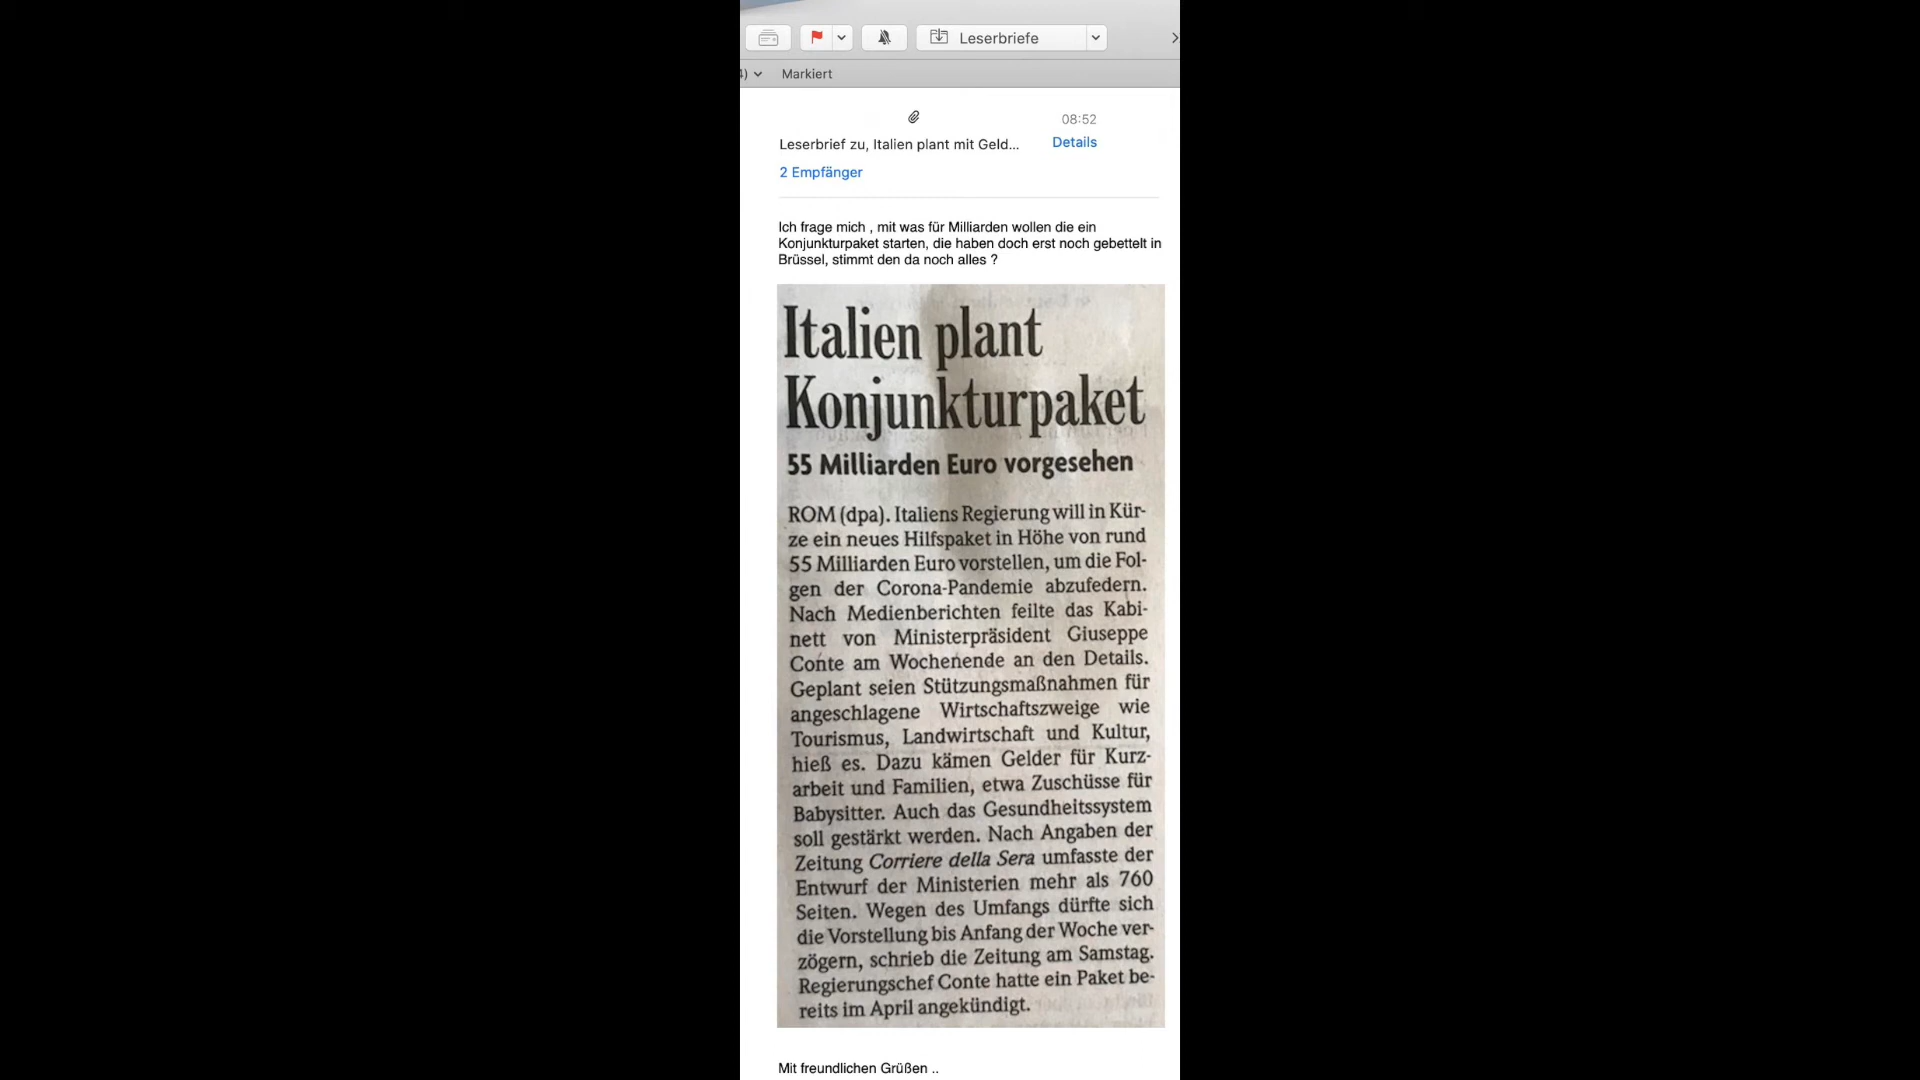 Leserbriefe
4)
Markiert
08:52
Leserbrief zu, Italien plant mit Geld...
Details
2 Empfänger
Ich frage mich , mit was für Milliarden wollen die ein
Konjunkturpaket starten, die haben doch erst noch gebettelt in
Brüssel, stimmt den da noch alles ?
Italien plant
Konjunkturpaket
55 Milliarden Euro vorgesehen
ROM (dpa). Italiens Regierung will in Kür-
ze ein neues Hilfspaket in Höhe von rund
55 Milliarden Euro vorstellen, um die Fol-
gen der Corona-Pandemie abzufedern.
Nach Medienberichten feilte das Kabi-
nett von Ministerpräsident Giuseppe
Conte am Wochenende an den Details.
Geplant seien Stützungsmaßnahmen für
angeschlagene Wirtschaftszweige wie
Tourismus, Landwirtschaft und Kultur,
hieß es. Dazu kämen Gelder für Kurz-
arbeit und Familien, etwa Zuschüsse für
Babysitter. Auch das Gesundheitssystem
soll gestärkt werden. Nach Angaben der
Zeitung Corriere della Sera umfasste der
Entwurf der Ministerien mehr als 760
Seiten. Wegen des Umfangs dürfte sich
die Vorstellung bis Anfang der Woche ver-
zögern, schrieb die Zeitung am Samstag.
Regierungschef Conte hatte ein Paket be-
reits im April angekündigt.
Mit freundlichen Grüßen ..